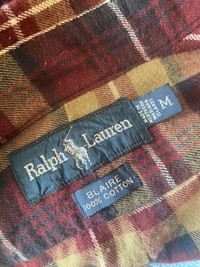 Ralph Lauren
M
BLAIRE
100% COTTON